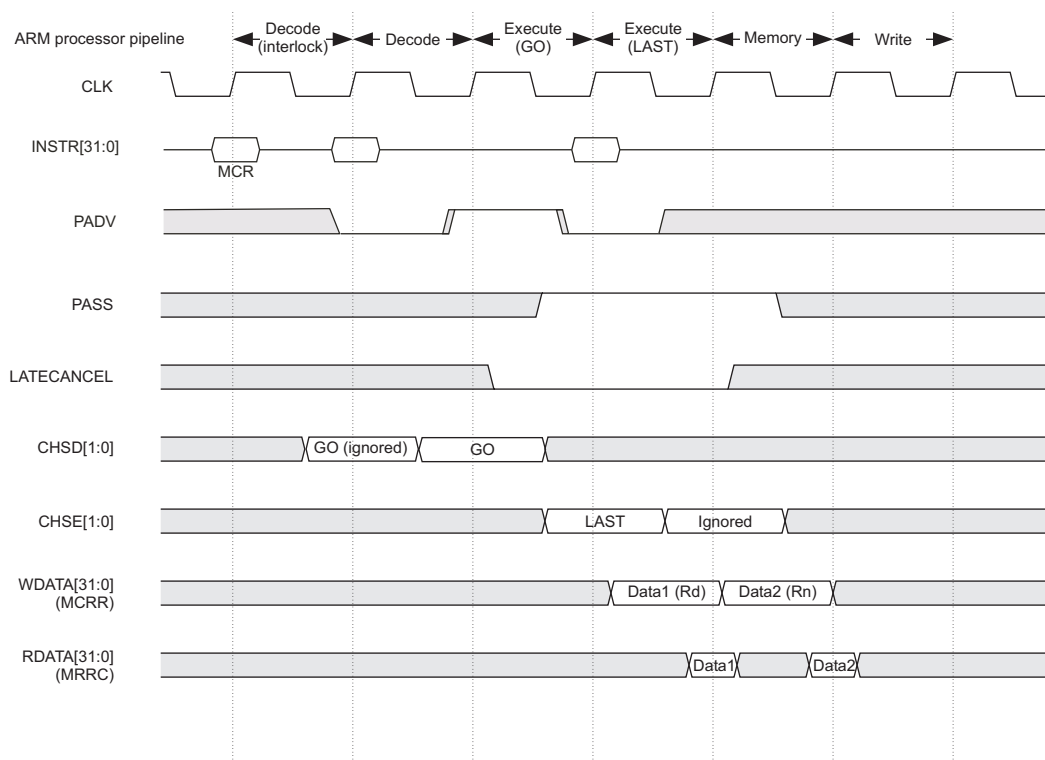 ARM processor pipeline
Decode
(interlock)
Decode
Execute
(GO)
Execute
(LAST)
Memory
Write
CLK
INSTR[31:0]
MCR
PADV
PASS
LATECANCEL
CHSD[1:0]
GO (ignored)
GO
CHSE[1:0]
LAST
Ignored
WDATA[31:0]
(MCRR)
Data1 (Rd)
Data2 (Rn)
RDATA[31:0]
(MRRC)
Data1
Data2